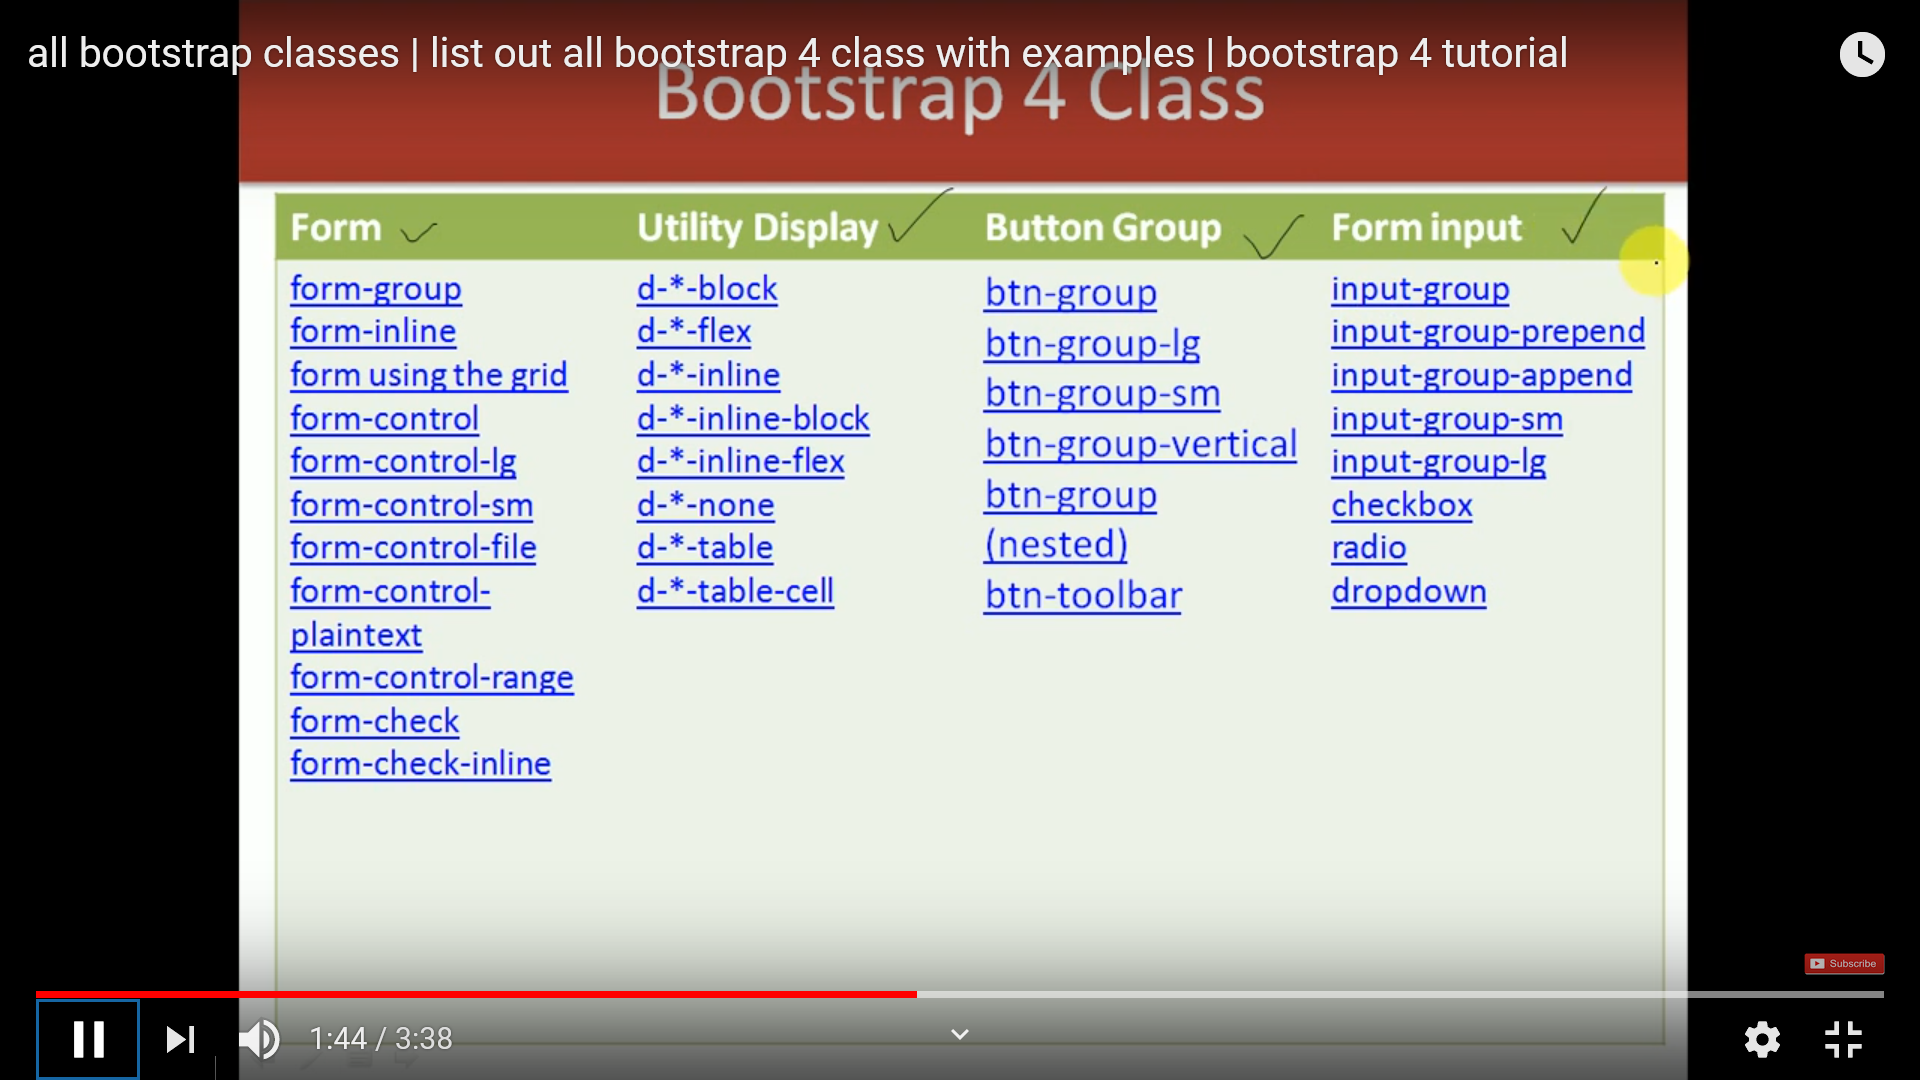 all bootstrap classes | list out all bootstrap 4 class with examples | bootstrap 4 tutorial
Bootstrap 4 Class
Form
form-group
form-inline
form using the grid
form-control
form-control-lg
form-control-sm
form-control-file
form-control-
plaintext
form-control-range
form-check
form-check-inline
Utility Display
d-*-block
d-*-flex
d-*-inline
d-*-inline-block
d-*-inline-flex
d-*-none
d-*-table
d-*-table-cell
Button Group
btn-group
btn-group-lg
btn-group-sm
btn-group-vertical
btn-group
(nested)
btn-toolbar
Form input
input-group
input-group-prepend
input-group-append
input-group-sm
input-group-lg
checkbox
radio
dropdown
Subscribe
1:44 / 3:38